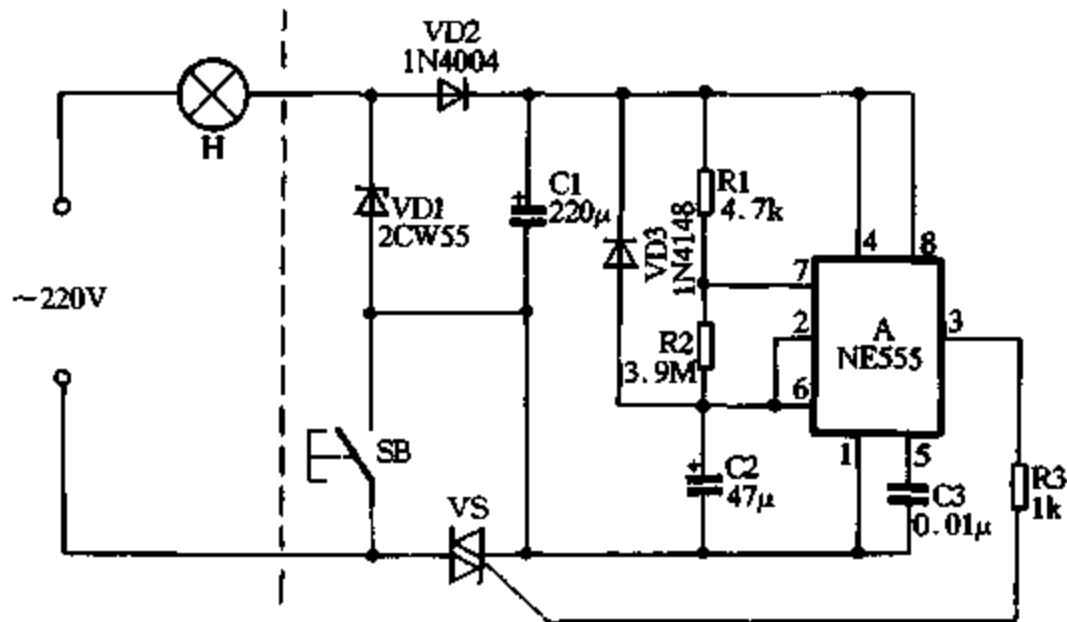 VD2
1N4004
H
VD1
2CW55
C1
220μ
VD3
1N4148
R1
4.7k
4
8
7
~220V
2
A
NE555
3
R2
3.9M
6
SB
1
5
C2
47μ
C3
0.01μ
R3
1k
VS
+
+